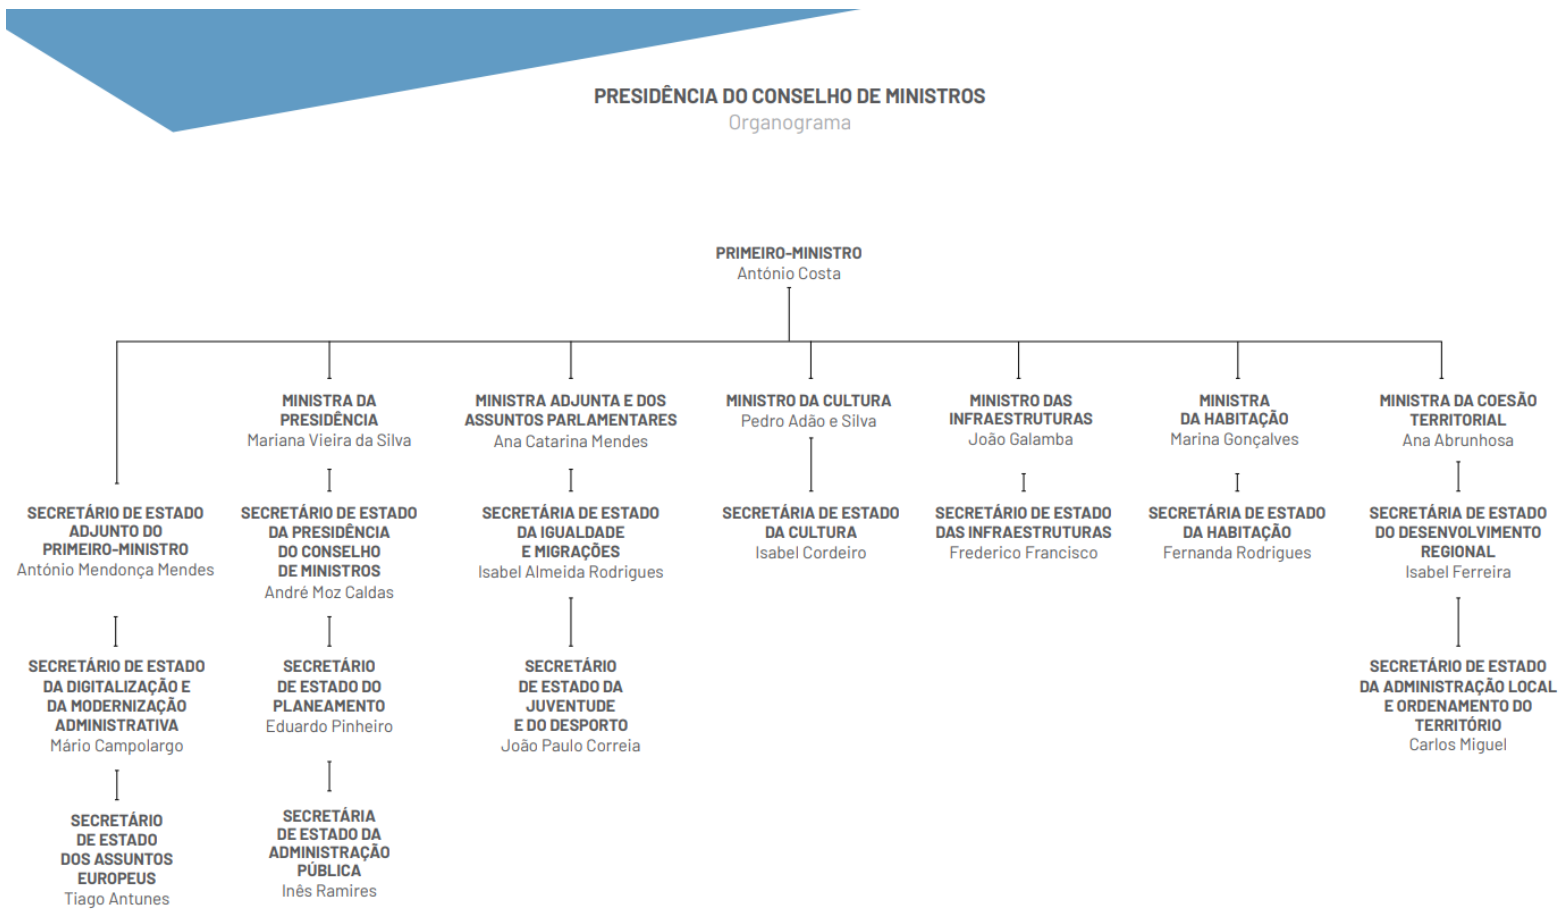 PRESIDÊNCIA DO CONSELHO DE MINISTROS
Organograma
PRIMEIRO-MINISTRO
António Costa
MINISTRA DA
PRESIDÊNCIA
Mariana Vieira da Silva
MINISTRA ADJUNTA E DOS
ASSUNTOS PARLAMENTARES
Ana Catarina Mendes
MINISTRO DA CULTURA
Pedro Adão e Silva
MINISTRO DAS
INFRAESTRUTURAS
João Galamba
MINISTRA
DA HABITAÇÃO
Marina Gonçalves
MINISTRA DA COESÃO
TERRITORIAL
Ana Abrunhosa
SECRETÁRIO DE ESTADO
ADJUNTO DO
PRIMEIRO-MINISTRO
António Mendonça Mendes
SECRETÁRIO DE ESTADO
DA PRESIDÊNCIA
DO CONSELHO
DE MINISTROS
André Moz Caldas
SECRETÁRIA DE ESTADO
DA IGUALDADE
E MIGRAÇÕES
Isabel Almeida Rodrigues
SECRETÁRIA DE ESTADO
DA CULTURA
Isabel Cordeiro
SECRETÁRIO DE ESTADO
DAS INFRAESTRUTURAS
Frederico Francisco
SECRETÁRIA DE ESTADO
DA HABITAÇÃO
Fernanda Rodrigues
SECRETÁRIA DE ESTADO
DO DESENVOLVIMENTO
REGIONAL
Isabel Ferreira
SECRETÁRIO DE ESTADO
DA DIGITALIZAÇÃO E
DA MODERNIZAÇÃO
ADMINISTRATIVA
Mário Campolargo
SECRETÁRIO
DE ESTADO DO
PLANEAMENTO
Eduardo Pinheiro
SECRETÁRIO
DE ESTADO DA
JUVENTUDE
E DO DESPORTO
João Paulo Correia
SECRETÁRIO DE ESTADO
DA ADMINISTRAÇÃO LOCAL
E ORDENAMENTO DO
TERRITÓRIO
Carlos Miguel
SECRETÁRIO
DE ESTADO
DOS ASSUNTOS
EUROPEUS
Tiago Antunes
SECRETÁRIA
DE ESTADO DA
ADMINISTRAÇÃO
PÚBLICA
Inês Ramires